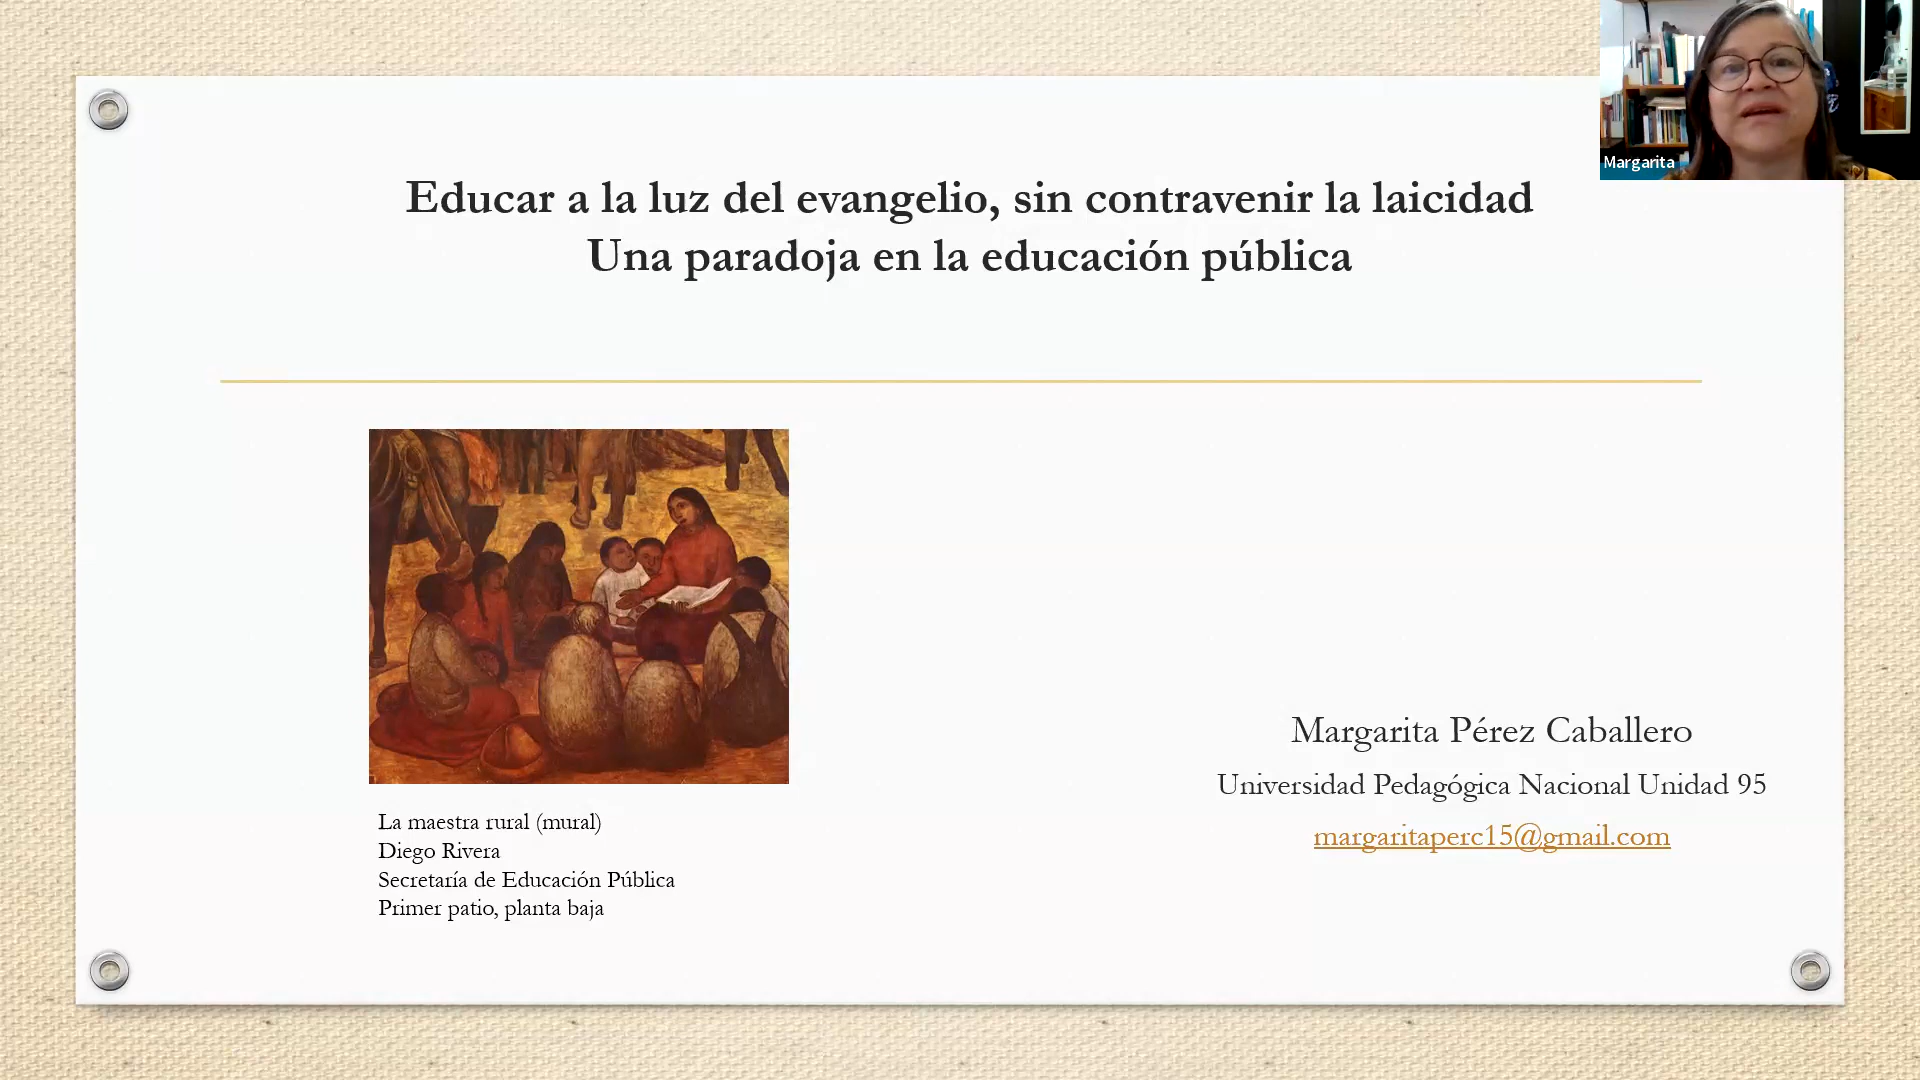 Margarita
Educar a la luz del evangelio, sin contravenir la laicidad
Una paradoja en la educación pública
La maestra rural (mural)
Diego Rivera
Secretaría de Educación Pública
Primer patio, planta baja
Margarita Pérez Caballero
Universidad Pedagógica Nacional Unidad 95
margaritaperc15@gmail.com